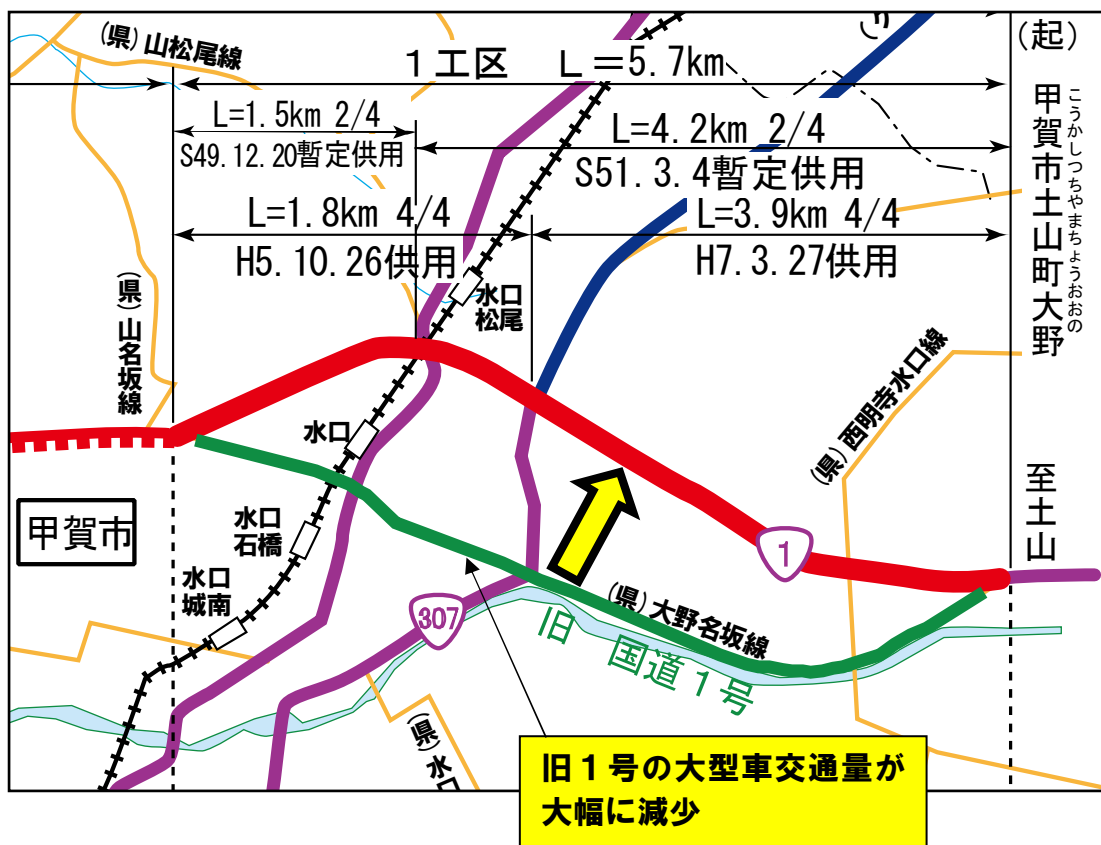 (県)山松尾線
(起)
1工区 L=5.7km
L=1.5km 2/4
S49.12.20暫定供用
L=4.2km 2/4
S51.3.4暫定供用
L=1.8km 4/4
H5.10.26供用
L=3.9km 4/4
H7.3.27供用
甲賀市土山町大野
こうかしつちやまちょうおおの
水口
松尾
(県)山名坂線
(県)西明寺水口線
水口
甲賀市
水口
石橋
水口
城南
1
至土山
307
(県)大野名坂線
旧 国道1号
(県)水口
旧1号の大型車交通量が
大幅に減少